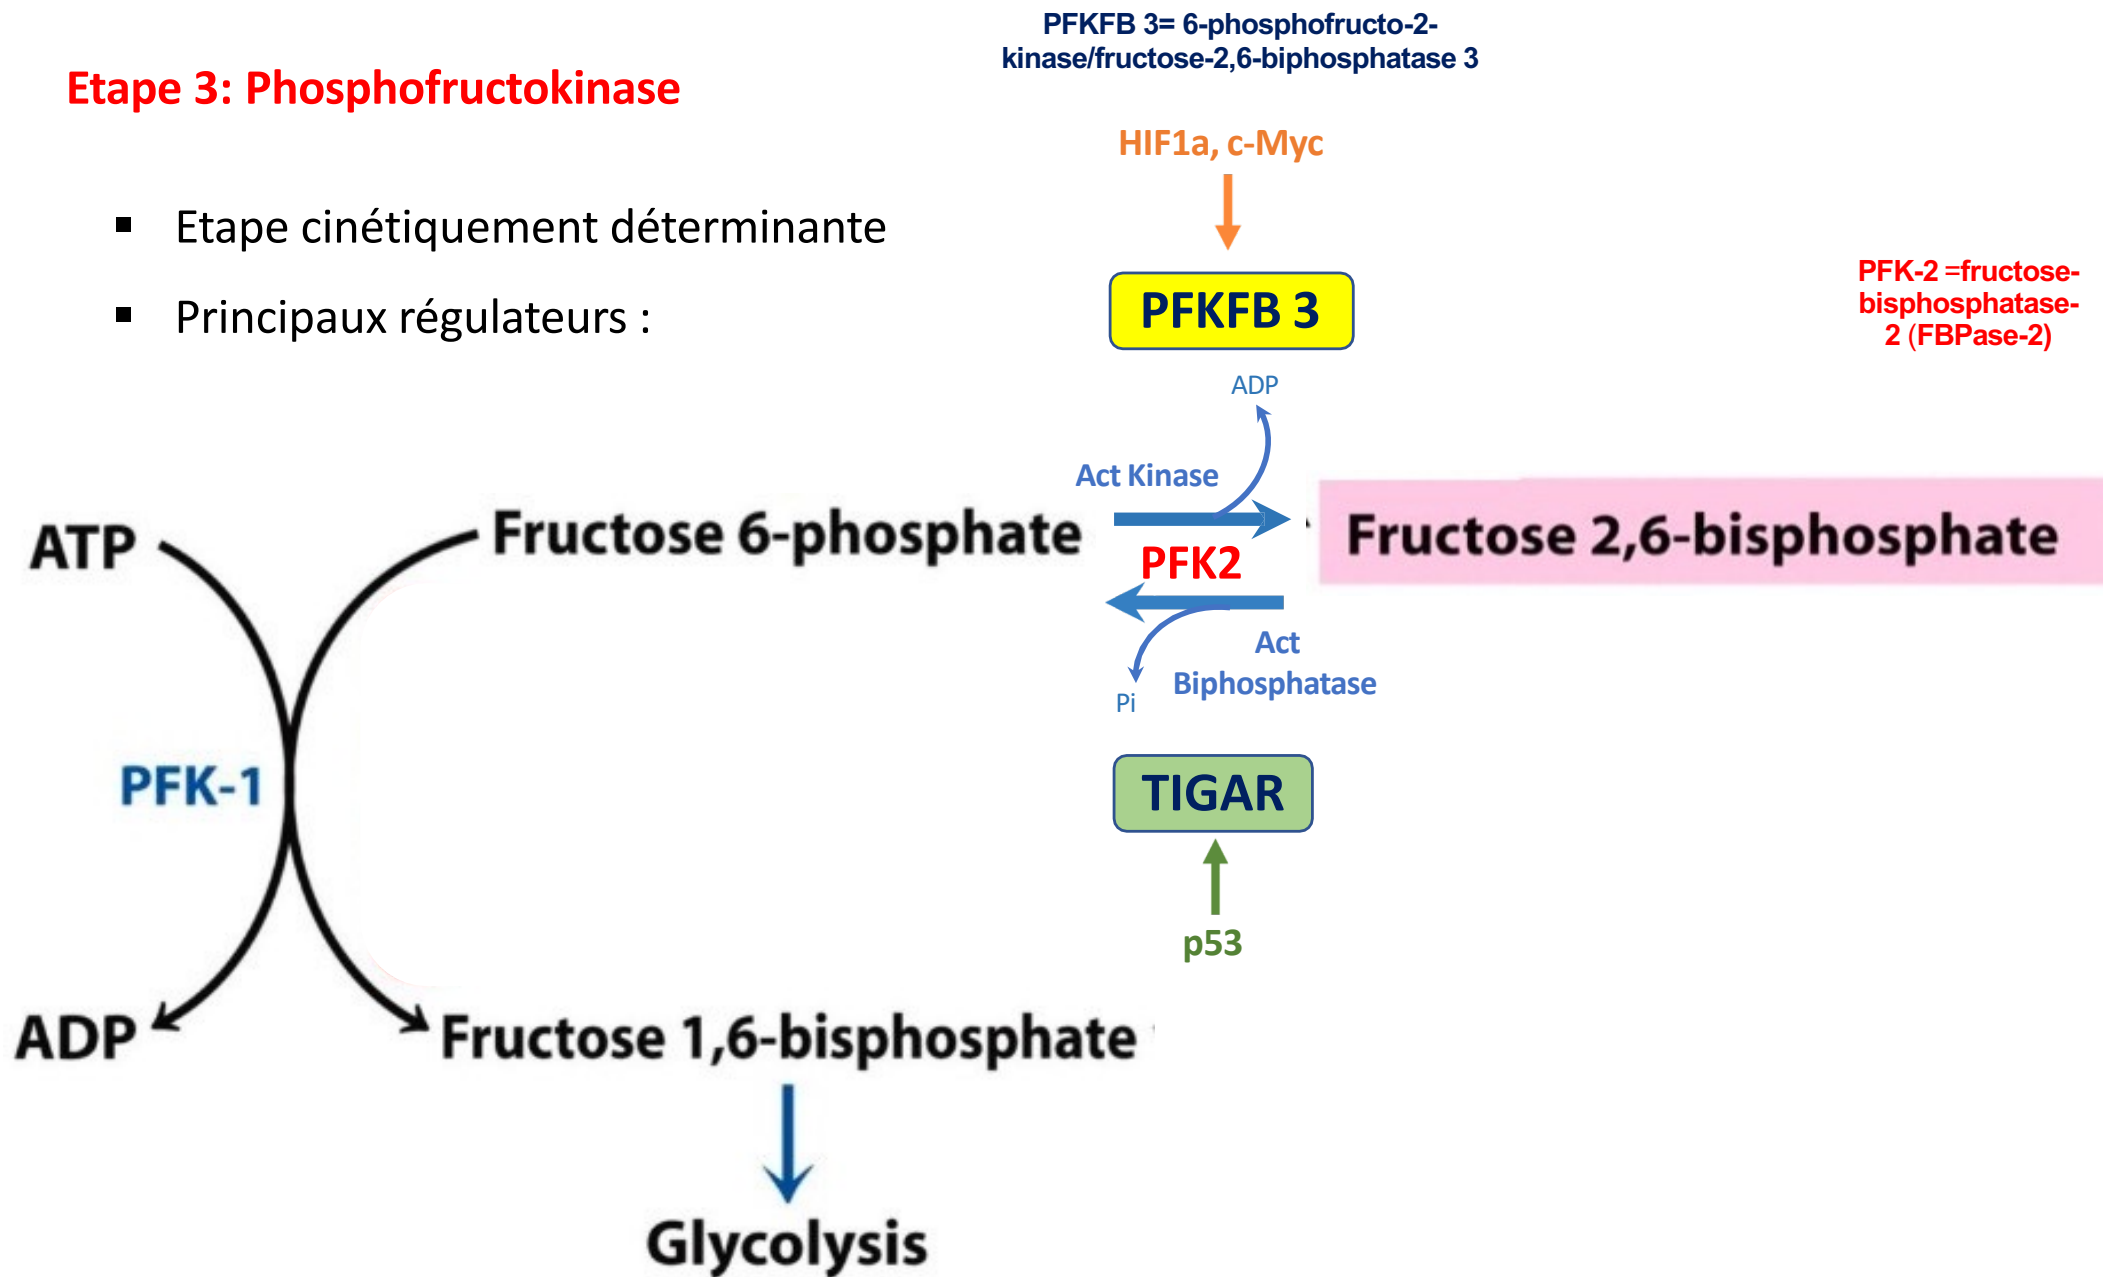 PFKFB 3= 6-phosphofructo-2-
kinase/fructose-2,6-biphosphatase 3
Etape 3: Phosphofructokinase
HIF1a, c-Myc
▪ Etape cinétiquement déterminante
▪ Principaux régulateurs :
PFKFB 3
PFK-2 =fructose-
bisphosphatase-
2 (FBPase-2)
ADP
Act Kinase
ATP
Fructose 6-phosphate
Fructose 2,6-bisphosphate
PFK2
Act
Biphosphatase
Pi
PFK-1
TIGAR
p53
ADP
Fructose 1,6-bisphosphate
Glycolysis